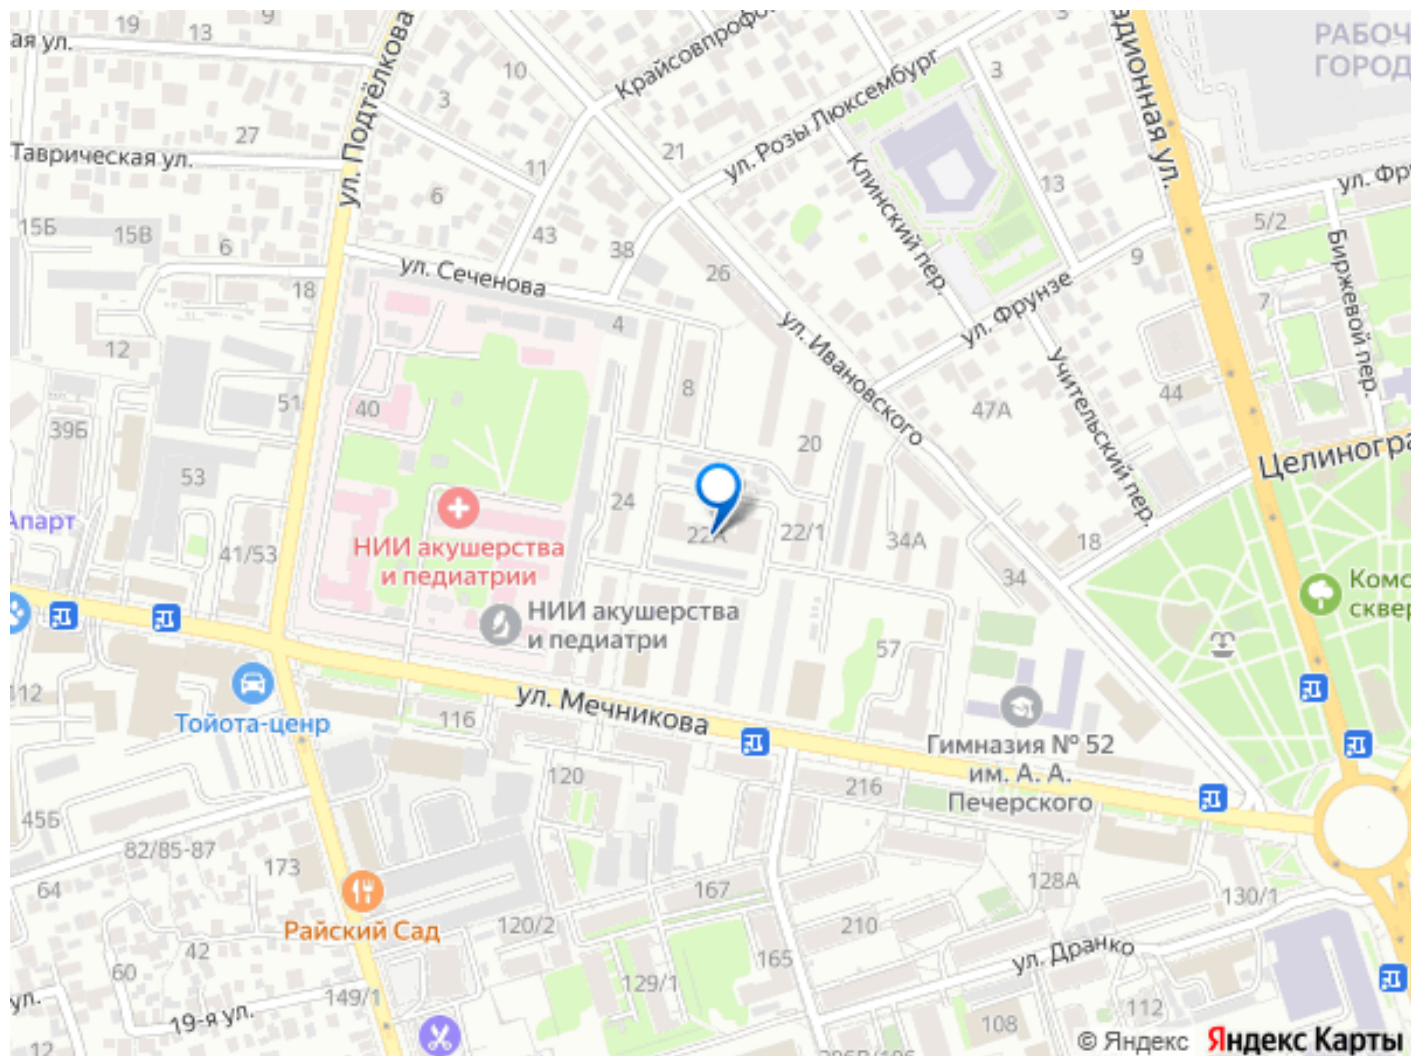 19
13
ая ул.
10
Крайсовпрофо
3
ул. Подтёлкова
27
Таврическая ул.
11
21
ул. Розы Люксембург
3
адионная ул.
РАБОЧ
ГОРОД
Клинский пер.
13
ул. Фр
15Б
15В
6
6
43
38
26
5/2
9
7
Биржевой пер.
18
ул. Сеченова
4
ул. Ивановского
ул. Фрунзе
12
8
Учительский пер.
44
47А
51
40
39Б
20
Целиногра
53
24
Апарт
22А
22/1
34А
18
41/53
НИИ акушерства
и педиатрии
34
Комс
сквер
НИИ акушерства
и педиатри
57
112
Тойота-ценр
116
ул. Мечникова
Гимназия № 52
им. А. А.
Печерского
120
216
45Б
82/85-87
173
64
167
128А
130/1
Райский Сад
120/2
210
42
60
165
ул. Дранко
129/1
149/1
ул.
19-я ул.
112
108
12
© Яндекс Яндекс Карты